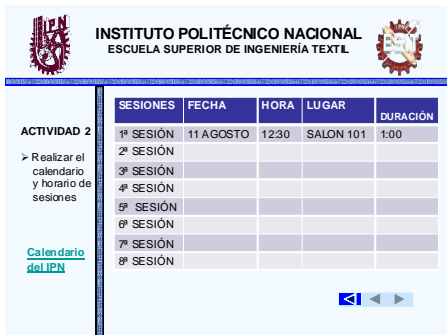 INSTITUTO POLITÉCNICO NACIONAL
ESCUELA SUPERIOR DE INGENIERÍA TEXTIL
ACTIVIDAD 2
➢ Realizar el
calendario
y horario de
sesiones
Calendario
del IPN
SESIONES FECHA HORA LUGAR DURACIÓN
1ª SESIÓN 11 AGOSTO 12:30 SALON 101 1:00
2ª SESIÓN
3ª SESIÓN
4ª SESIÓN
5ª SESIÓN
6ª SESIÓN
7ª SESIÓN
8ª SESIÓN